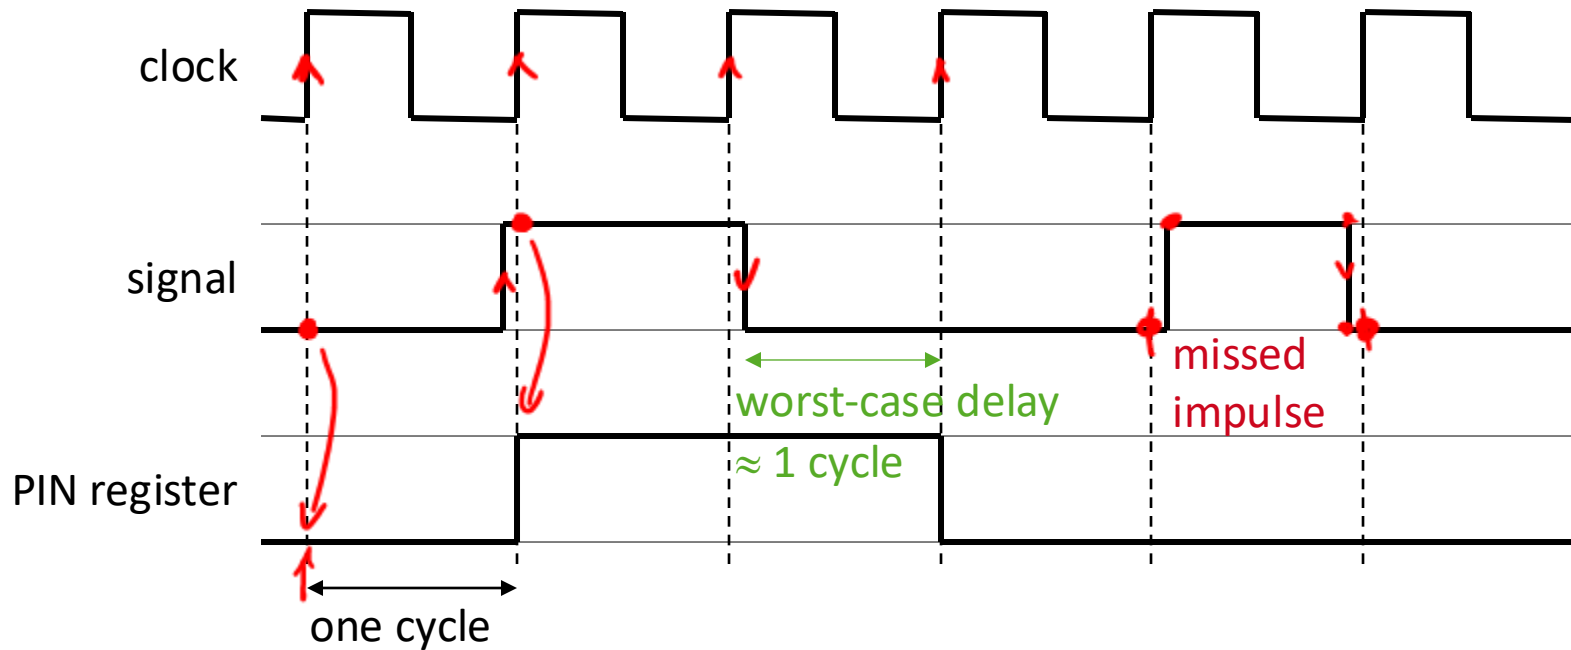 clock
signal
missed
impulse
worst-case delay
≈ 1 cycle
PIN register
one cycle